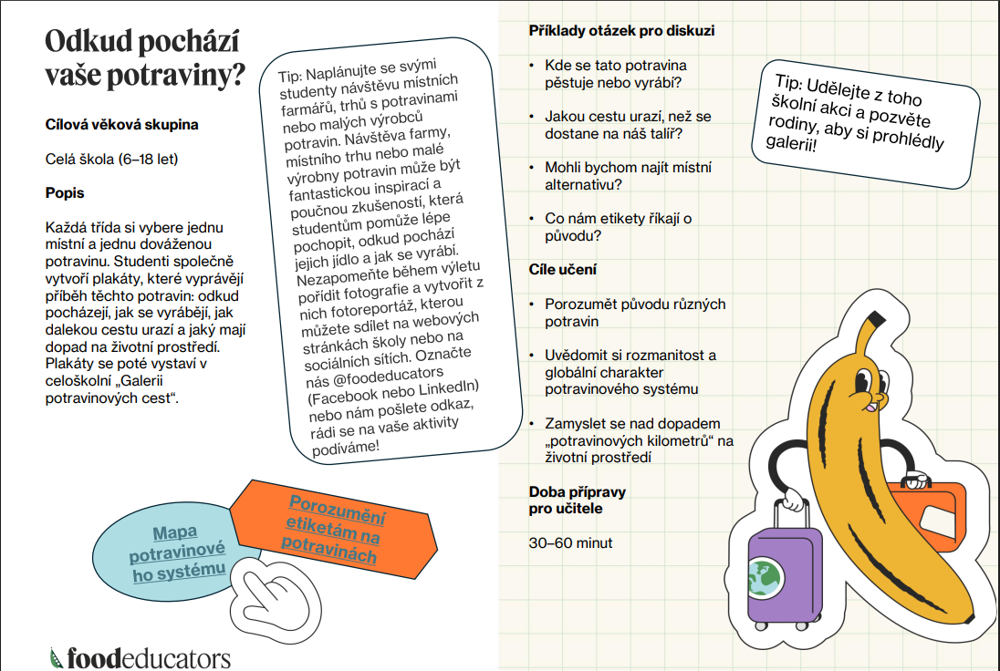 Odkud pochází
vaše potraviny?
Cílová věková skupina
Celá škola (6–18 let)
Popis
Každá třída si vybere jednu
místní a jednu dováženou
potravinu. Studenti společně
vytvoří plakáty, které vyprávějí
příběh těchto potravin: odkud
pocházejí, jak se vyrábějí, jak
dalekou cestu urazí a jaký mají
dopad na životní prostředí.
Plakáty se poté vystaví v
celoškolní „Galerii
potravinových cest“.
Tip: Naplánujte se svými
studenty návštěvu místních
farmářů, trhů s potravinami
nebo malých výrobců
potravin. Návštěva farmy,
místního trhu nebo malé
výrobny potravin může být
fantastickou inspirací a
poučnou zkušeností, která
studentům pomůže lépe
pochopit, odkud pochází
jejich jídlo a jak se vyrábí.
Nezapomeňte během výletu
pořídit fotografie a vytvořit z
nich fotoreportáž, kterou
můžete sdílet na webových
stránkách školy nebo na
sociálních sítích. Označte
nás @foodeducators
(Facebook nebo LinkedIn)
nebo nám pošlete odkaz,
rádi se na vaše aktivity
podíváme!
Mapa
potravinové
ho systému
Porozumění
etiketám na
potravinách
foodeducators
Příklady otázek pro diskuzi
• Kde se tato potravina
pěstuje nebo vyrábí?
• Jakou cestu urazí, než se
dostane na náš talíř?
• Mohli bychom najít místní
alternativu?
• Co nám etikety říkají o
původu?
Cíle učení
• Porozumět původu různých
potravin
• Uvědomit si rozmanitost a
globální charakter
potravinového systému
• Zamyslet se nad dopadem
„potravinových kilometrů“ na
životní prostředí
Doba přípravy
pro učitele
30–60 minut
Tip: Udělejte z toho
školní akci a pozvěte
rodiny, aby si prohlédly
galerii!